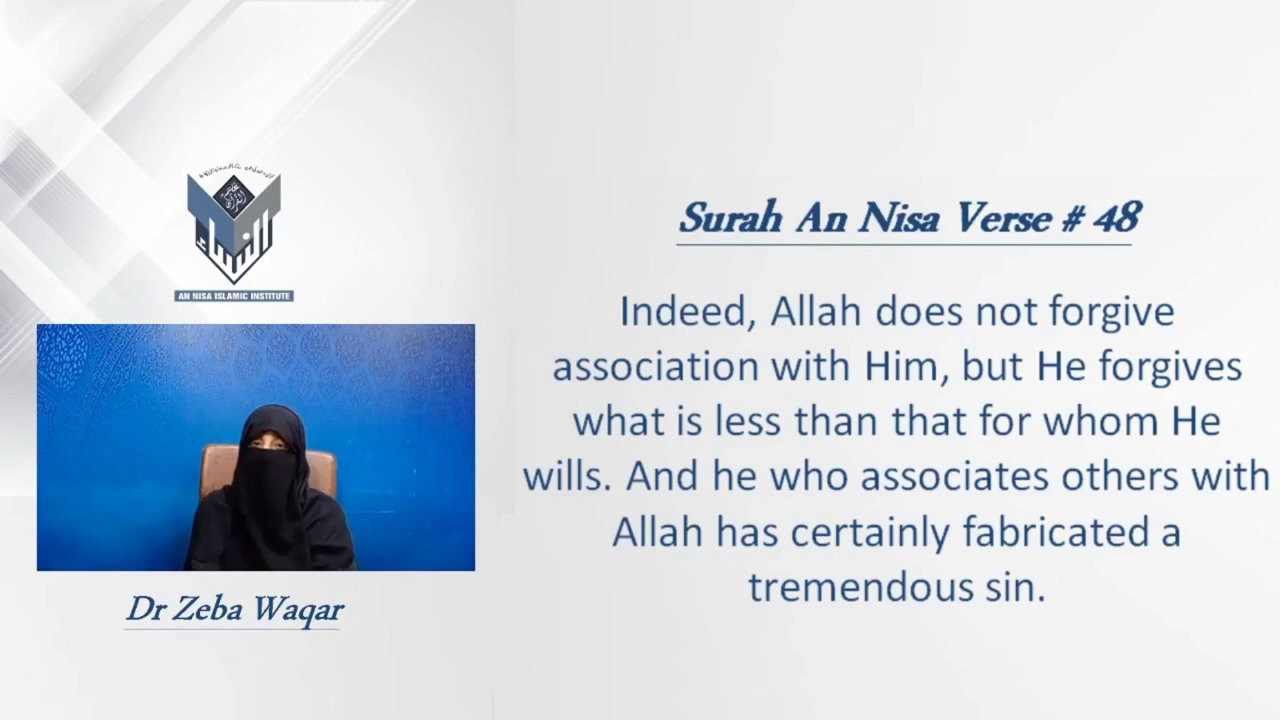 النساء
AN NISA ISLAMIC INSTITUTE
Dr Zeba Waqar
Surah An Nisa Verse # 48
Indeed, Allah does not forgive
association with Him, but He forgives
what is less than that for whom He
wills. And he who associates others with
Allah has certainly fabricated a
tremendous sin.